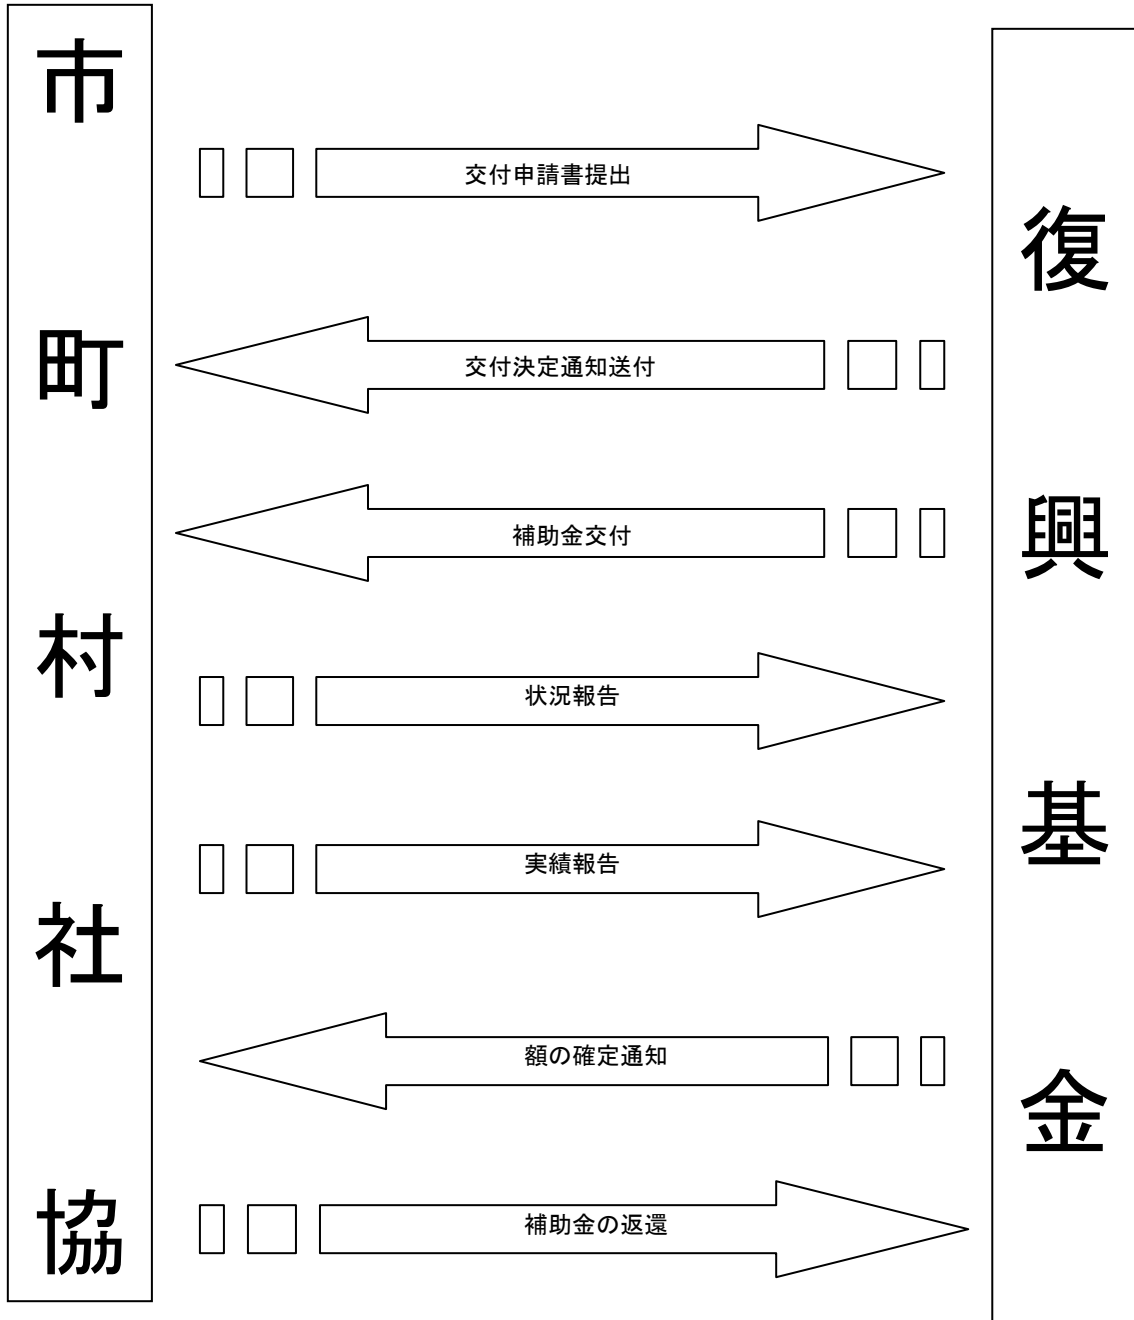 市町村社協
交付申請書提出
交付決定通知送付
補助金交付
状況報告
実績報告
額の確定通知
補助金の返還
復興基金